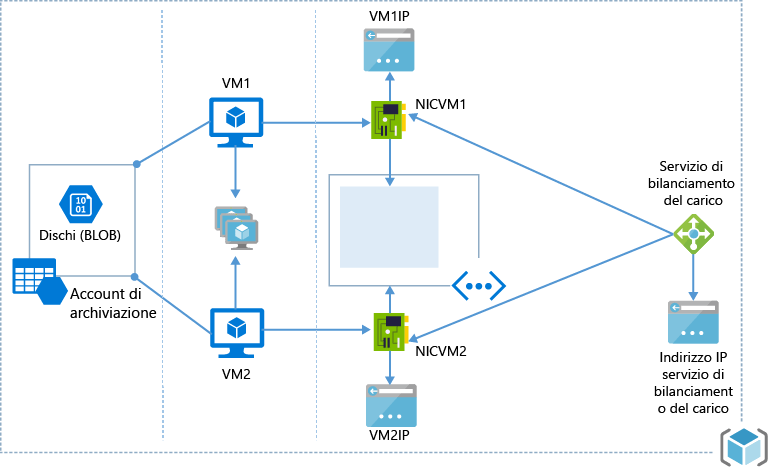 VM1IP
VM1
NICVM1
Servizio di
bilanciamento
del carico
10
01
Dischi (BLOB)
Account di
archiviazione
NICVM2
VM2
Indirizzo IP
servizio di
bilanciament
o del carico
VM2IP